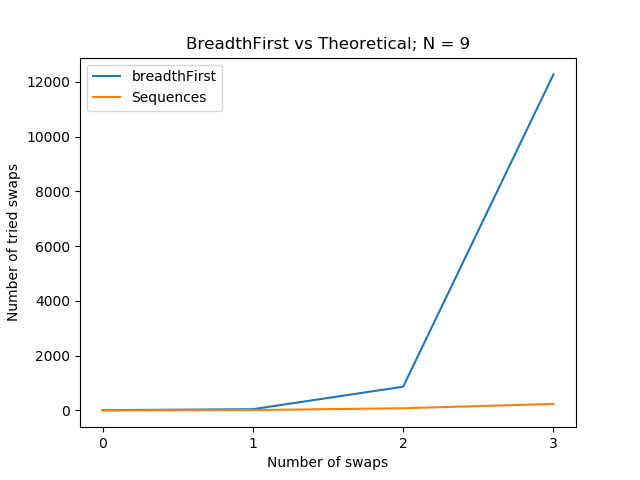 BreadthFirst vs Theoretical; N = 9
breadthFirst
Sequences
12000
10000
8000
6000
4000
2000
0
Number of tried swaps
0 1 2 3
Number of swaps